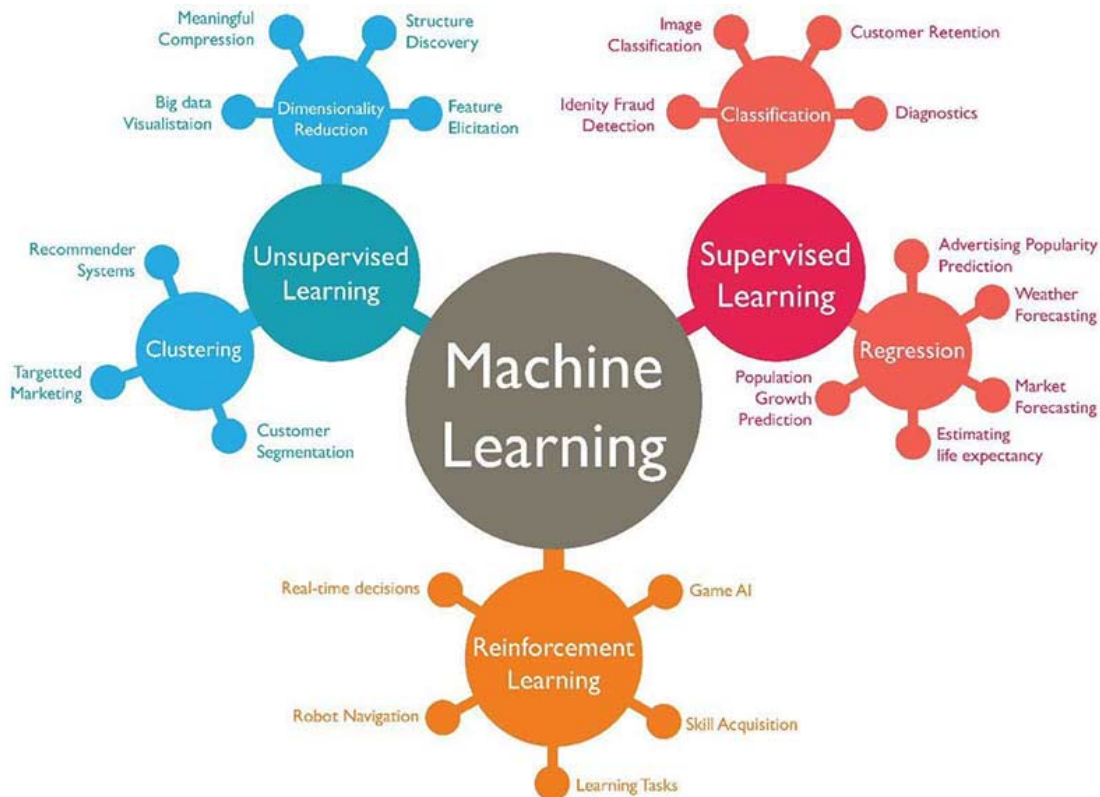 Meaningful
Compression
Structure
Discovery
Big data
Visualistaion
Dimensionality
Reduction
Feature
Elicitation
Image
Classification
Customer Retention
Idenity Fraud
Detection
Classification
Diagnostics
Recommender
Systems
Unsupervised
Learning
Supervised
Learning
Advertising Popularity
Prediction
Weather
Forecasting
Clustering
Machine
Learning
Regression
Targetted
Marketing
Customer
Segmentation
Population
Growth
Prediction
Market
Forecasting
Estimating
life expectancy
Real-time decisions
Game AI
Reinforcement
Learning
Robot Navigation
Skill Acquisition
Learning Tasks